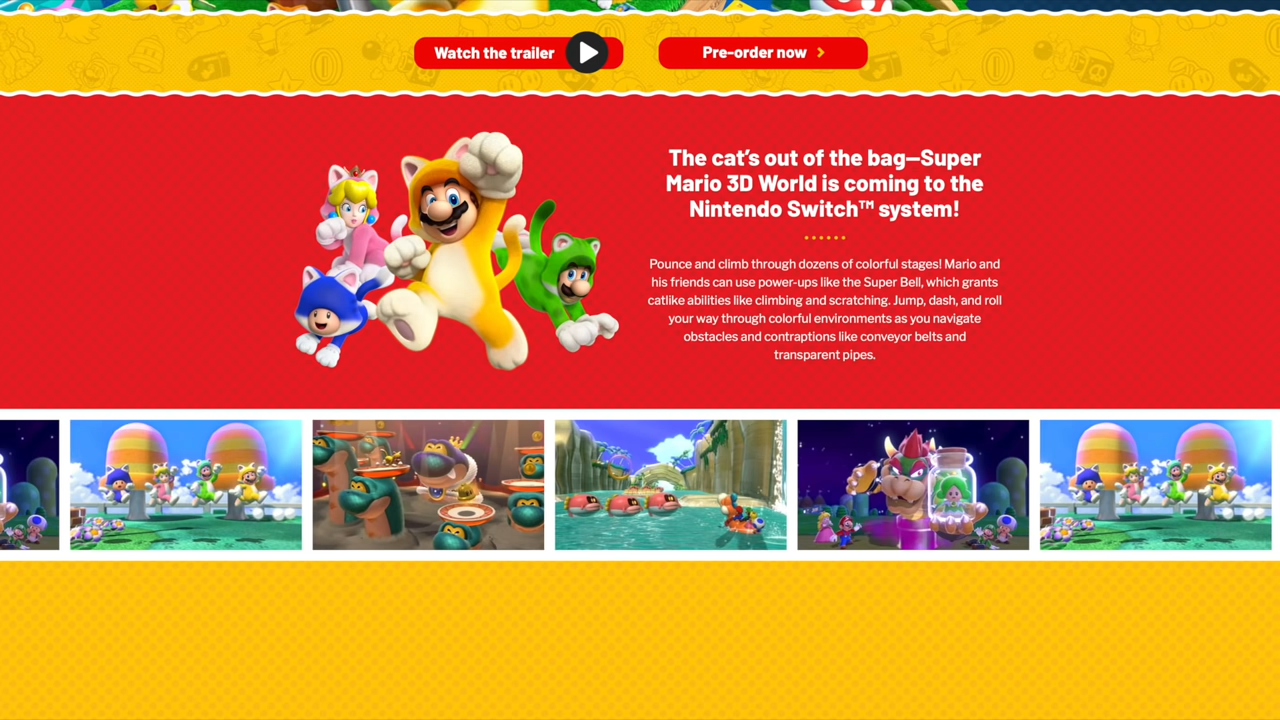 Watch the trailer
Pre-order now
The cat's out of the bag—Super
Mario 3D World is coming to the
Nintendo Switch™ system!
Pounce and climb through dozens of colorful stages! Mario and
his friends can use power-ups like the Super Bell, which grants
catlike abilities like climbing and scratching. Jump, dash, and roll
your way through colorful environments as you navigate
obstacles and contraptions like conveyor belts and
transparent pipes.